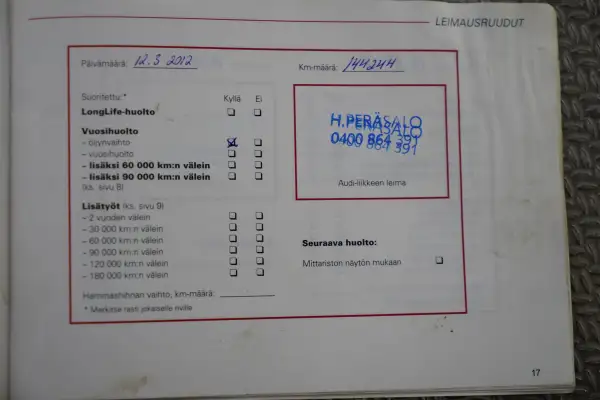 LEIMAUSRUUDUT
Päivämäärä: 12.3 2012
Km-määrä: 144244
Suoritettu:* Kyllä Ei
LongLife-huolto
Vuosihuolto
– öljynvaihto
– vuosihuolto
– lisäksi 60 000 km:n välein
– lisäksi 90 000 km:n välein
(ks. sivu 8)
H.PERÄSALO
0400 864 391
Audi-liikkeen leima
Lisätyöt (ks. sivu 9)
– 2 vuoden välein
– 30 000 km:n välein
– 60 000 km:n välein
– 90 000 km:n välein
– 120 000 km:n välein
– 180 000 km:n välein
Seuraava huolto:
Mittariston näytön mukaan
Hammashihnan vaihto, km-määrä:
* Merkitse rasti jokaiselle riville
17